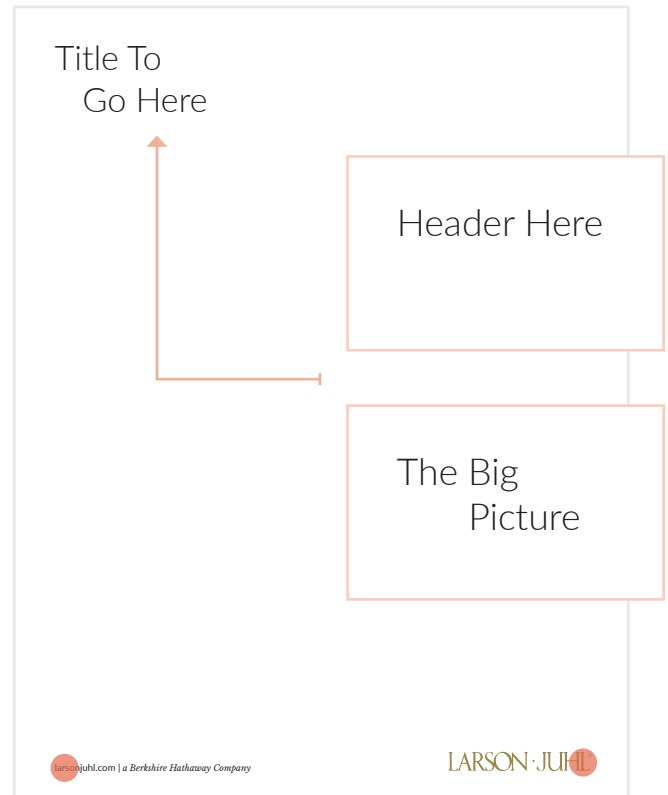 Title To
Go Here
Header Here
The Big
Picture
larsonjuhl.com | a Berkshire Hathaway Company
LARSON·JUHL